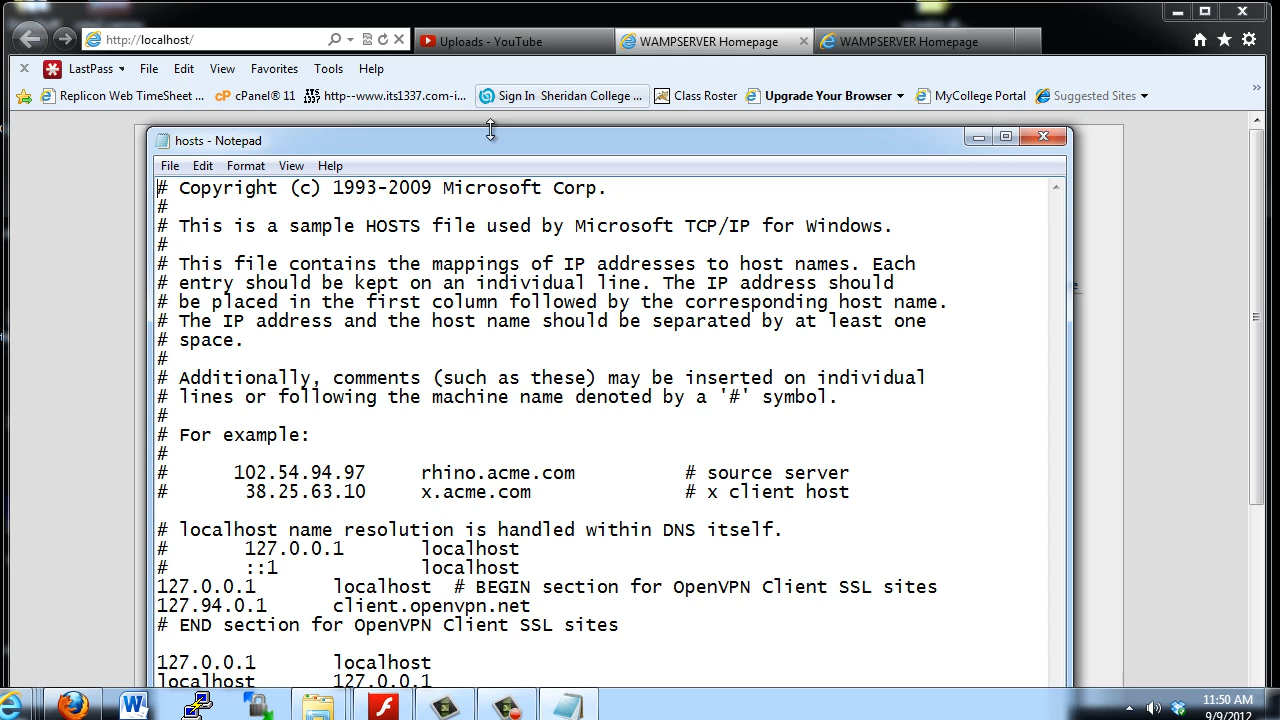 http://localhost/
Uploads - YouTube
WAMPSERVER Homepage
WAMPSERVER Homepage
LastPass File Edit View Favorites Tools Help
Replicon Web TimeSheet ... cP cPanel® 11 ITS 1337 http--www.its1337.com-i... Sign In Sheridan College ... Class Roster Upgrade Your Browser MyCollege Portal Suggested Sites
hosts - Notepad
File Edit Format View Help
# Copyright (c) 1993-2009 Microsoft Corp.
#
# This is a sample HOSTS file used by Microsoft TCP/IP for Windows.
#
# This file contains the mappings of IP addresses to host names. Each
# entry should be kept on an individual line. The IP address should
# be placed in the first column followed by the corresponding host name.
# The IP address and the host name should be separated by at least one
# space.
#
# Additionally, comments (such as these) may be inserted on individual
# lines or following the machine name denoted by a '#' symbol.
#
# For example:
#
# 102.54.94.97 rhino.acme.com # source server
# 38.25.63.10 x.acme.com # x client host

# localhost name resolution is handled within DNS itself.
# 127.0.0.1 localhost
# ::1 localhost
127.0.0.1 localhost # BEGIN section for OpenVPN Client SSL sites
127.94.0.1 client.openvpn.net
# END section for OpenVPN Client SSL sites

127.0.0.1 localhost
localhost 127.0.0.1
11:50 AM
9/9/2012